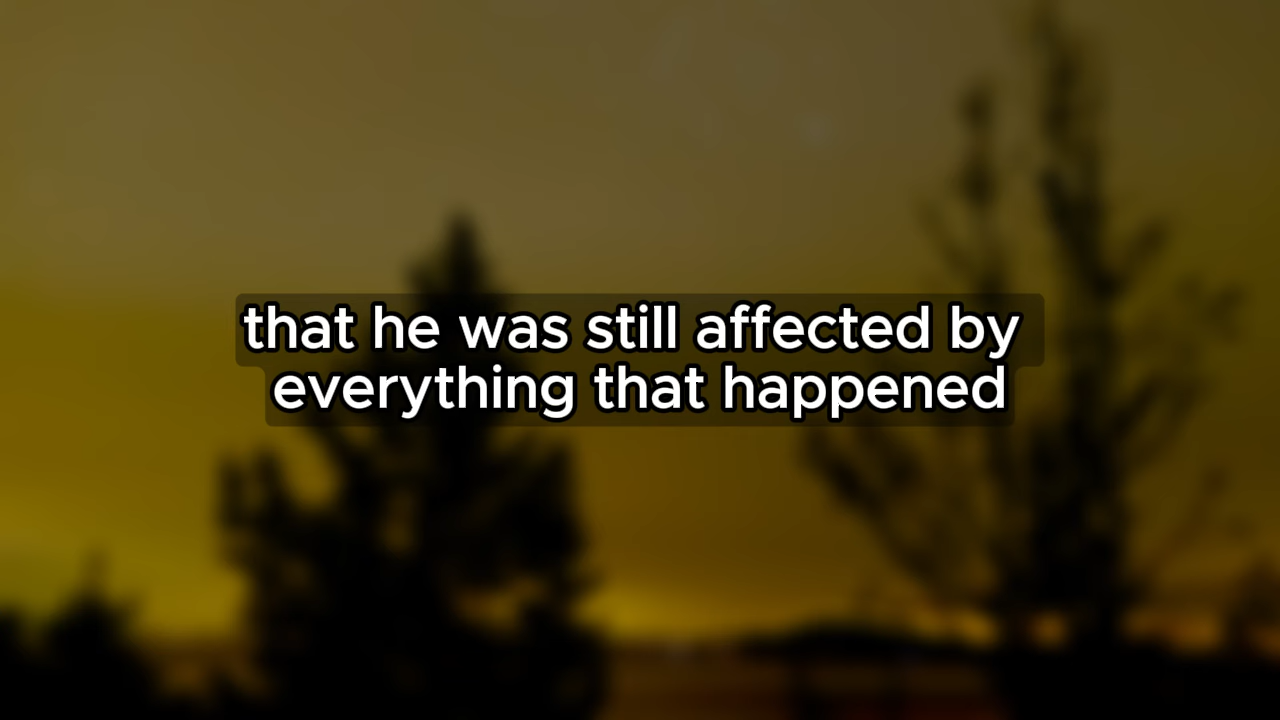 that he was still affected by
everything that happened